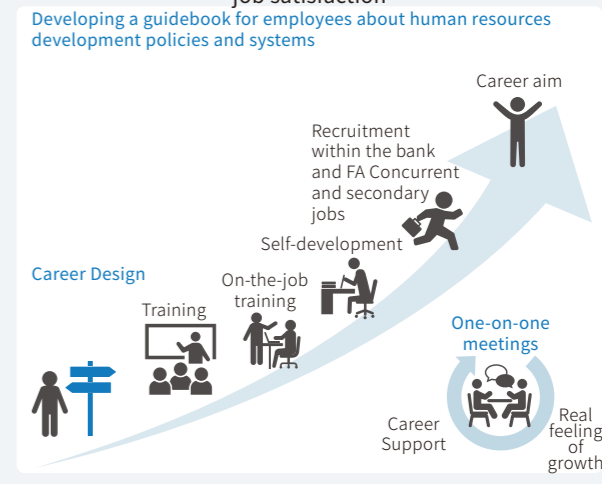 job satisfaction
Developing a guidebook for employees about human resources
development policies and systems
Career aim
Recruitment
within the bank
and FA Concurrent
and secondary
jobs
Self-development
Career Design
On-the-job
training
Training
One-on-one
meetings
Career
Support
Real
feeling
of
growth